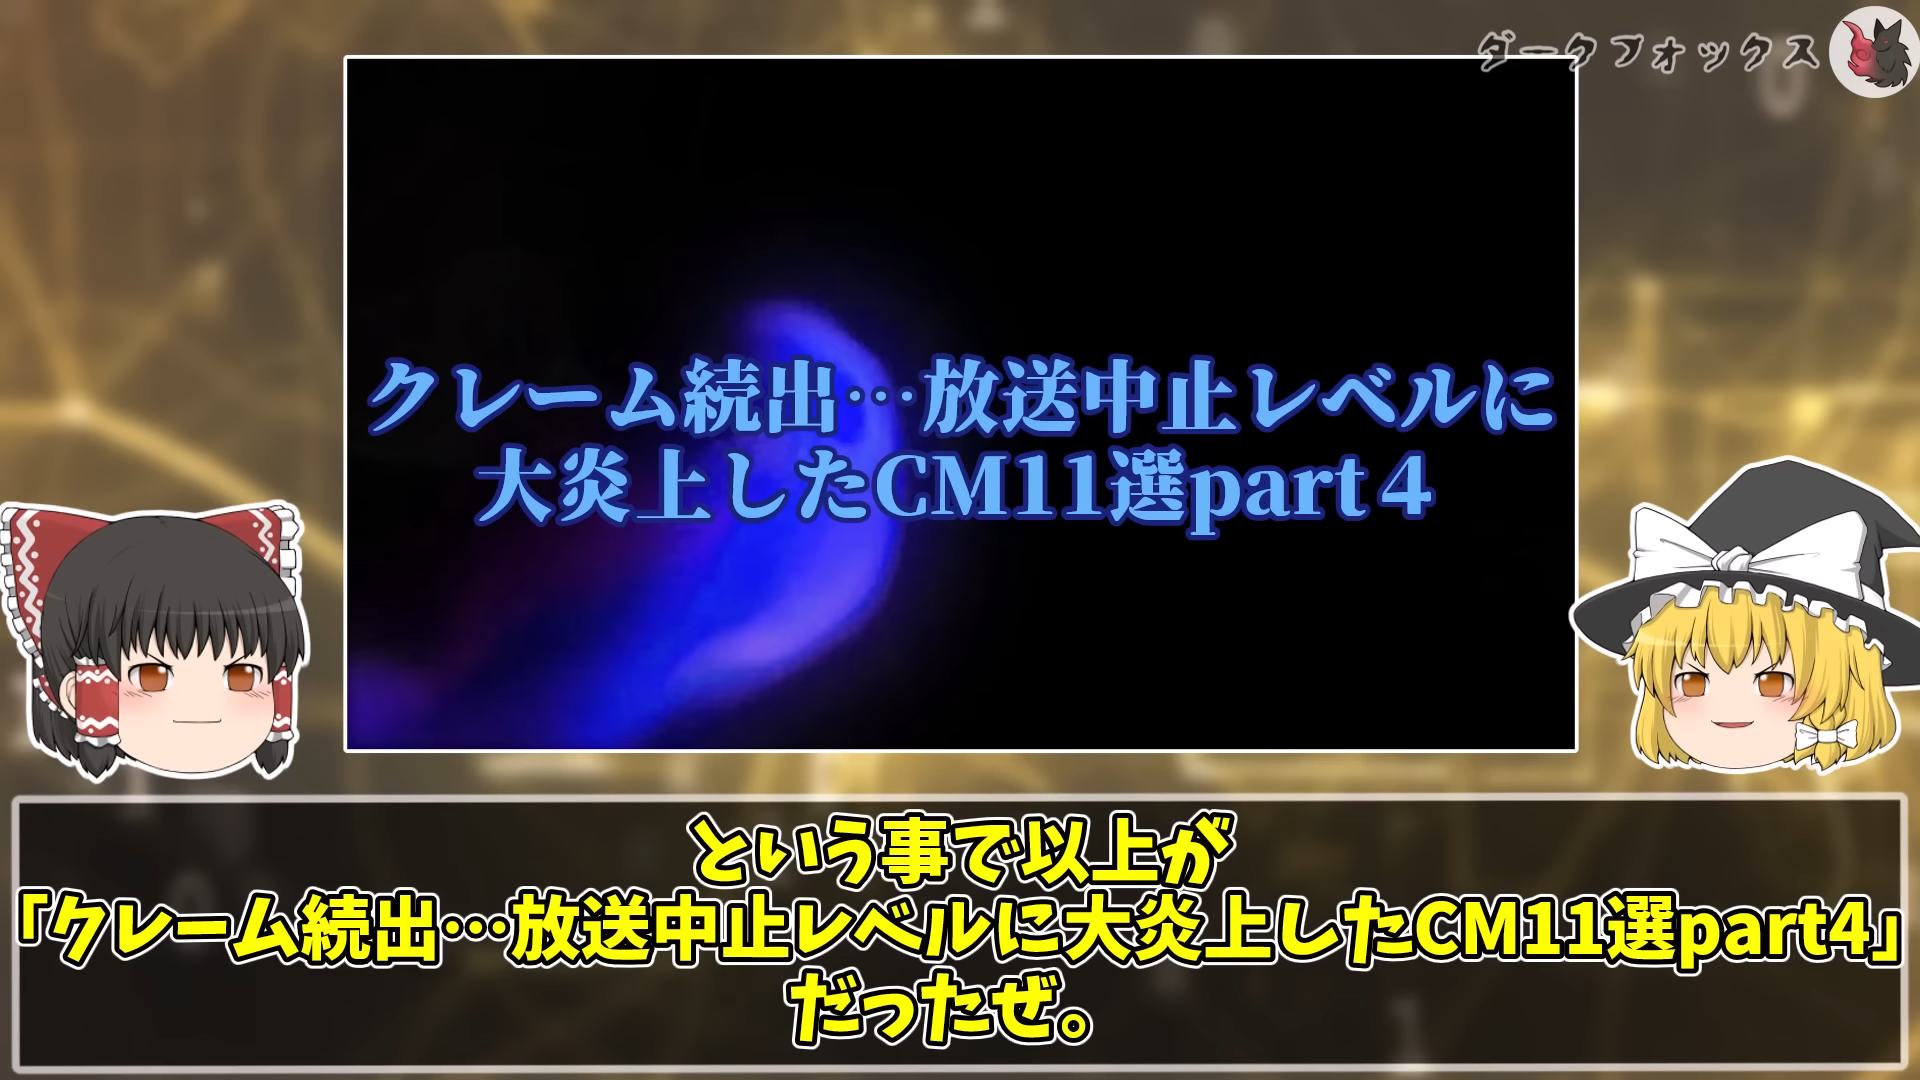 ダークフォックス
クレーム続出…放送中止レベルに
大炎上したCM11選part４
という事で以上が
「クレーム続出…放送中止レベルに大炎上したCM11選part4」
だったぜ。